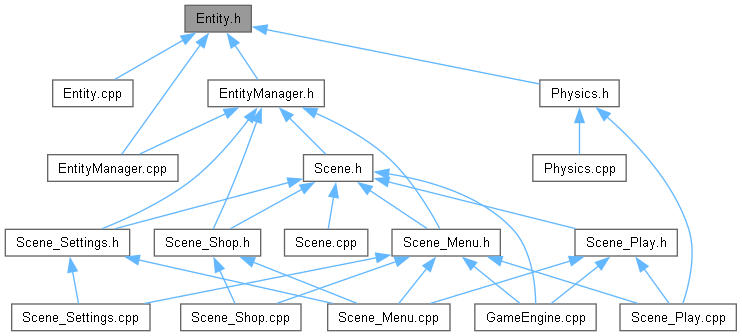 Entity.h
Entity.cpp
EntityManager.h
Physics.h
EntityManager.cpp
Scene.h
Physics.cpp
Scene_Settings.h
Scene_Shop.h
Scene.cpp
Scene_Menu.h
Scene_Play.h
Scene_Settings.cpp
Scene_Shop.cpp
Scene_Menu.cpp
GameEngine.cpp
Scene_Play.cpp